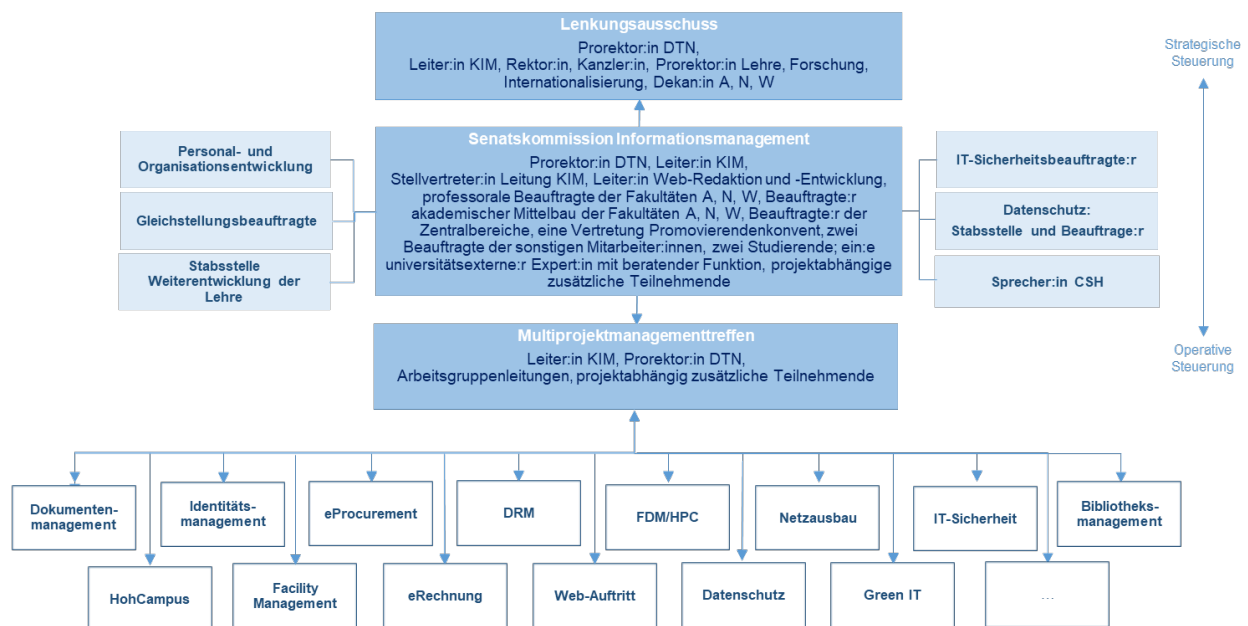 Lenkungsausschuss
Prorektor:in DTN,
Leiter:in KIM, Rektor:in, Kanzler:in, Prorektor:in Lehre, Forschung,
Internationalisierung, Dekan:in A, N, W
Strategische
Steuerung
Senatskommission Informationsmanagement
Prorektor:in DTN, Leiter:in KIM,
Stellvertreter:in Leitung KIM, Leiter:in Web-Redaktion und -Entwicklung,
professorale Beauftragte der Fakultäten A, N, W, Beauftragte:r
akademischer Mittelbau der Fakultäten A, N, W, Beauftragte:r der
Zentralbereiche, eine Vertretung Promovierendenkonvent, zwei
Beauftragte der sonstigen Mitarbeiter:innen, zwei Studierende; ein:e
universitätsexterne:r Expert:in mit beratender Funktion, projektabhängige
zusätzliche Teilnehmende
Personal- und
Organisationsentwicklung
Gleichstellungsbeauftragte
Stabsstelle
Weiterentwicklung der
Lehre
IT-Sicherheitsbeauftragte:r
Datenschutz:
Stabsstelle und Beauftrage:r
Sprecher:in CSH
Multiprojektmanagementtreffen
Leiter:in KIM, Prorektor:in DTN,
Arbeitsgruppenleitungen, projektabhängig zusätzliche Teilnehmende
Operative
Steuerung
Dokumenten-
management
Identitäts-
management
eProcurement
DRM
FDM/HPC
Netzausbau
IT-Sicherheit
Bibliotheks-
management
HohCampus
Facility
Management
eRechnung
Web-Auftritt
Datenschutz
Green IT
...